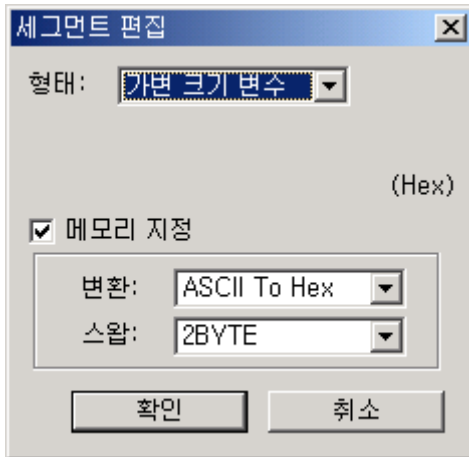 세그먼트 편집
형태: 가변 크기 변수
(Hex)
메모리 지정
변환: ASCII To Hex
스왑: 2BYTE
확인 취소